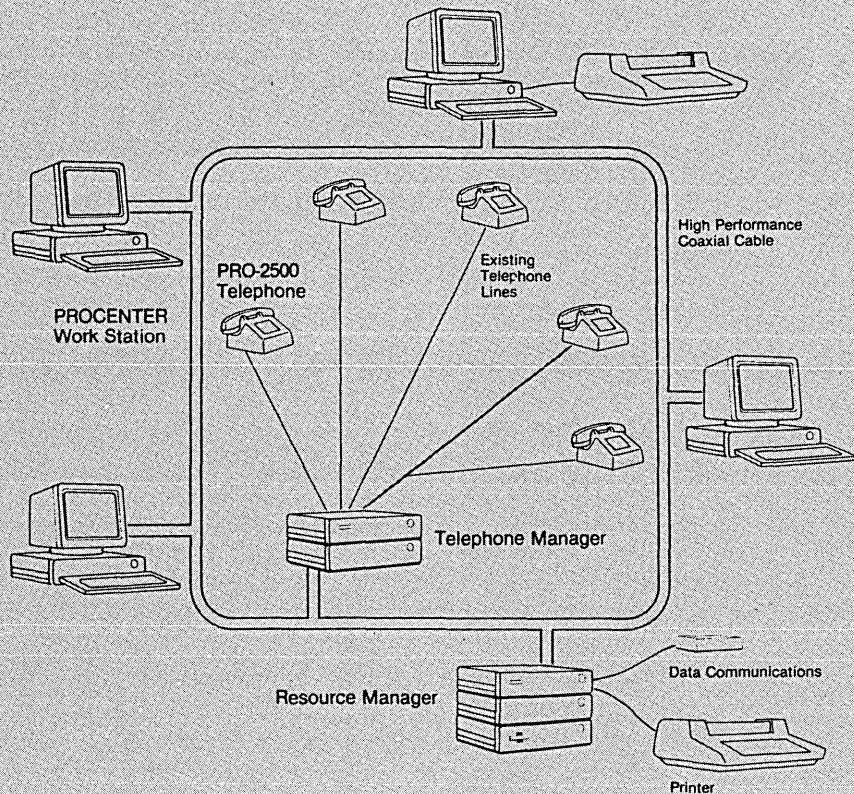 High Performance
Coaxial Cable
Existing
Telephone
Lines
PRO-2500
Telephone
PROCENTER
Work Station
Telephone Manager
Resource Manager
Data Communications
Printer